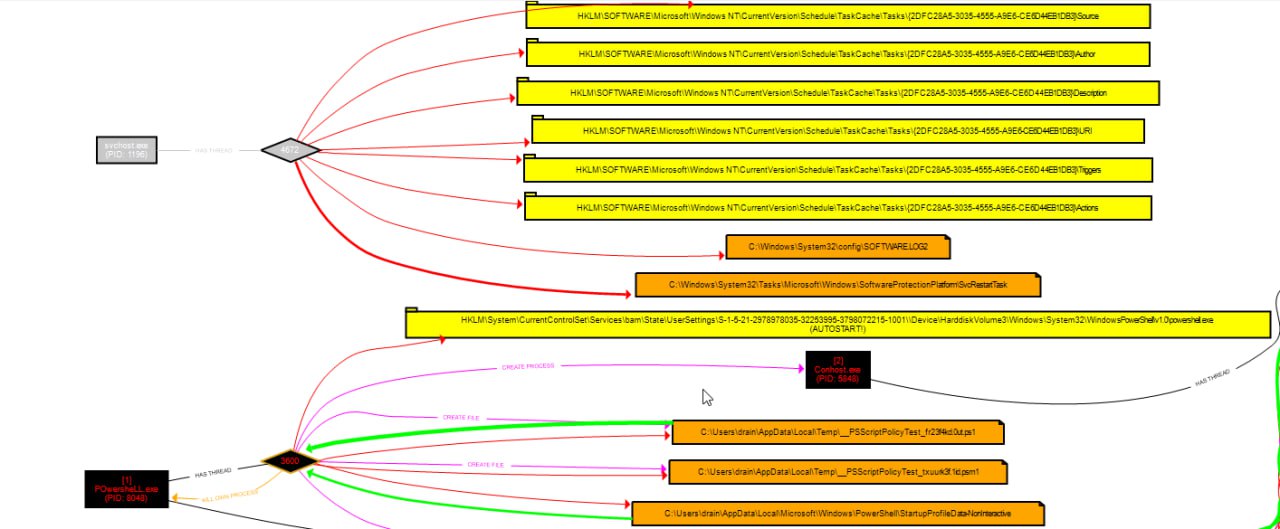 HKLM\SOFTWARE\Microsoft\Windows NT\CurrentVersion\Schedule\TaskCache\Tasks\{2DFC28A5-3035-4555-A9E6-CE6D44EB1DB3}\Source
HKLM\SOFTWARE\Microsoft\Windows NT\CurrentVersion\Schedule\TaskCache\Tasks\{2DFC28A5-3035-4555-A9E6-CE6D44EB1DB3}\Author
HKLM\SOFTWARE\Microsoft\Windows NT\CurrentVersion\Schedule\TaskCache\Tasks\{2DFC28A5-3035-4555-A9E6-CE6D44EB1DB3}\Description
HKLM\SOFTWARE\Microsoft\Windows NT\CurrentVersion\Schedule\TaskCache\Tasks\{2DFC28A5-3035-4555-A9E6-CE6D44EB1DB3}\URI
svchost.exe
(PID: 1196)
HAS THREAD
4672
HKLM\SOFTWARE\Microsoft\Windows NT\CurrentVersion\Schedule\TaskCache\Tasks\{2DFC28A5-3035-4555-A9E6-CE6D44EB1DB3}\Triggers
HKLM\SOFTWARE\Microsoft\Windows NT\CurrentVersion\Schedule\TaskCache\Tasks\{2DFC28A5-3035-4555-A9E6-CE6D44EB1DB3}\Actions
C:\Windows\System32\config\SOFTWARE.LOG2
C:\Windows\System32\Tasks\Microsoft\Windows\SoftwareProtectionPlatform\SvcRestartTask
HKLM\System\CurrentControlSet\Services\bam\State\UserSettings\S-1-5-21-2978978035-32253995-3798072215-1001\\Device\HarddiskVolume3\Windows\System32\WindowsPowerShell\v1.0\powershell.exe
(AUTOSTART!)
CREATE PROCESS
[2]
Conhost.exe
(PID: 5848)
HAS THREAD
CREATE FILE
C:\Users\drain\AppData\Local\Temp\__PSScriptPolicyTest_fr23f4kd.0ut.ps1
3600
CREATE FILE
C:\Users\drain\AppData\Local\Temp\__PSScriptPolicyTest_txuurk3f.1id.psm1
HAS THREAD
[1]
POwersheLL.exe
(PID: 8048)
KILL OWN PROCESS
C:\Users\drain\AppData\Local\Microsoft\Windows\PowerShell\StartupProfileData-NonInteractive